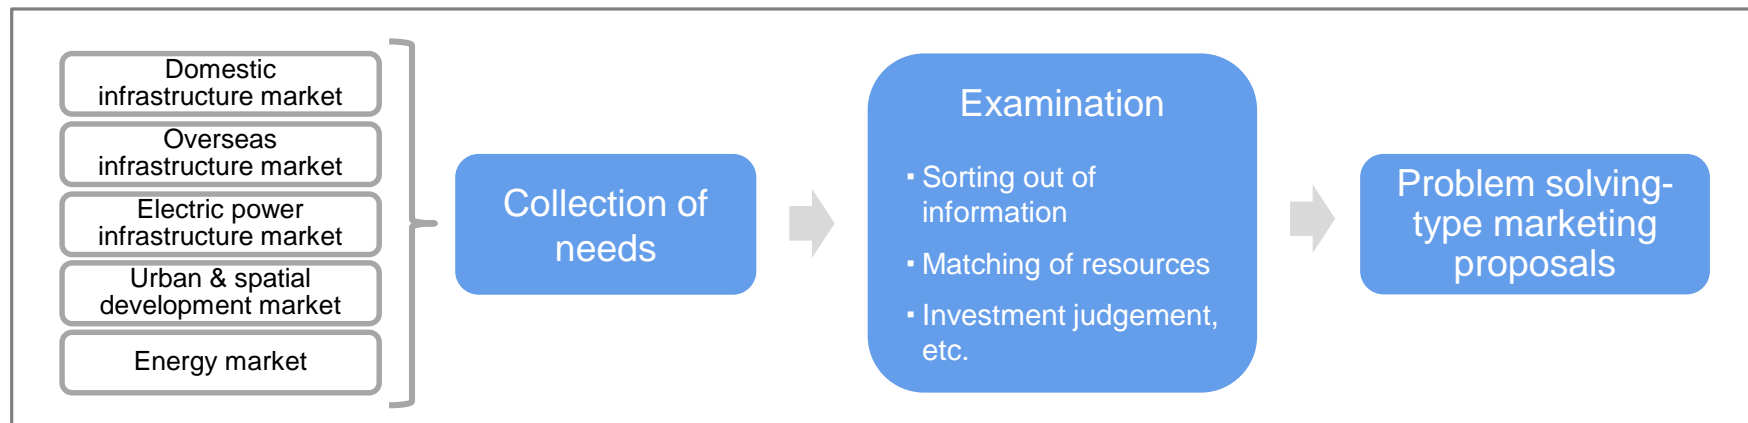 Domestic
infrastructure market
Overseas
infrastructure market
Electric power
infrastructure market
Urban & spatial
development market
Energy market
Collection of
needs
Examination
▪ Sorting out of
information
▪ Matching of resources
▪ Investment judgement,
etc.
Problem solving-
type marketing
proposals